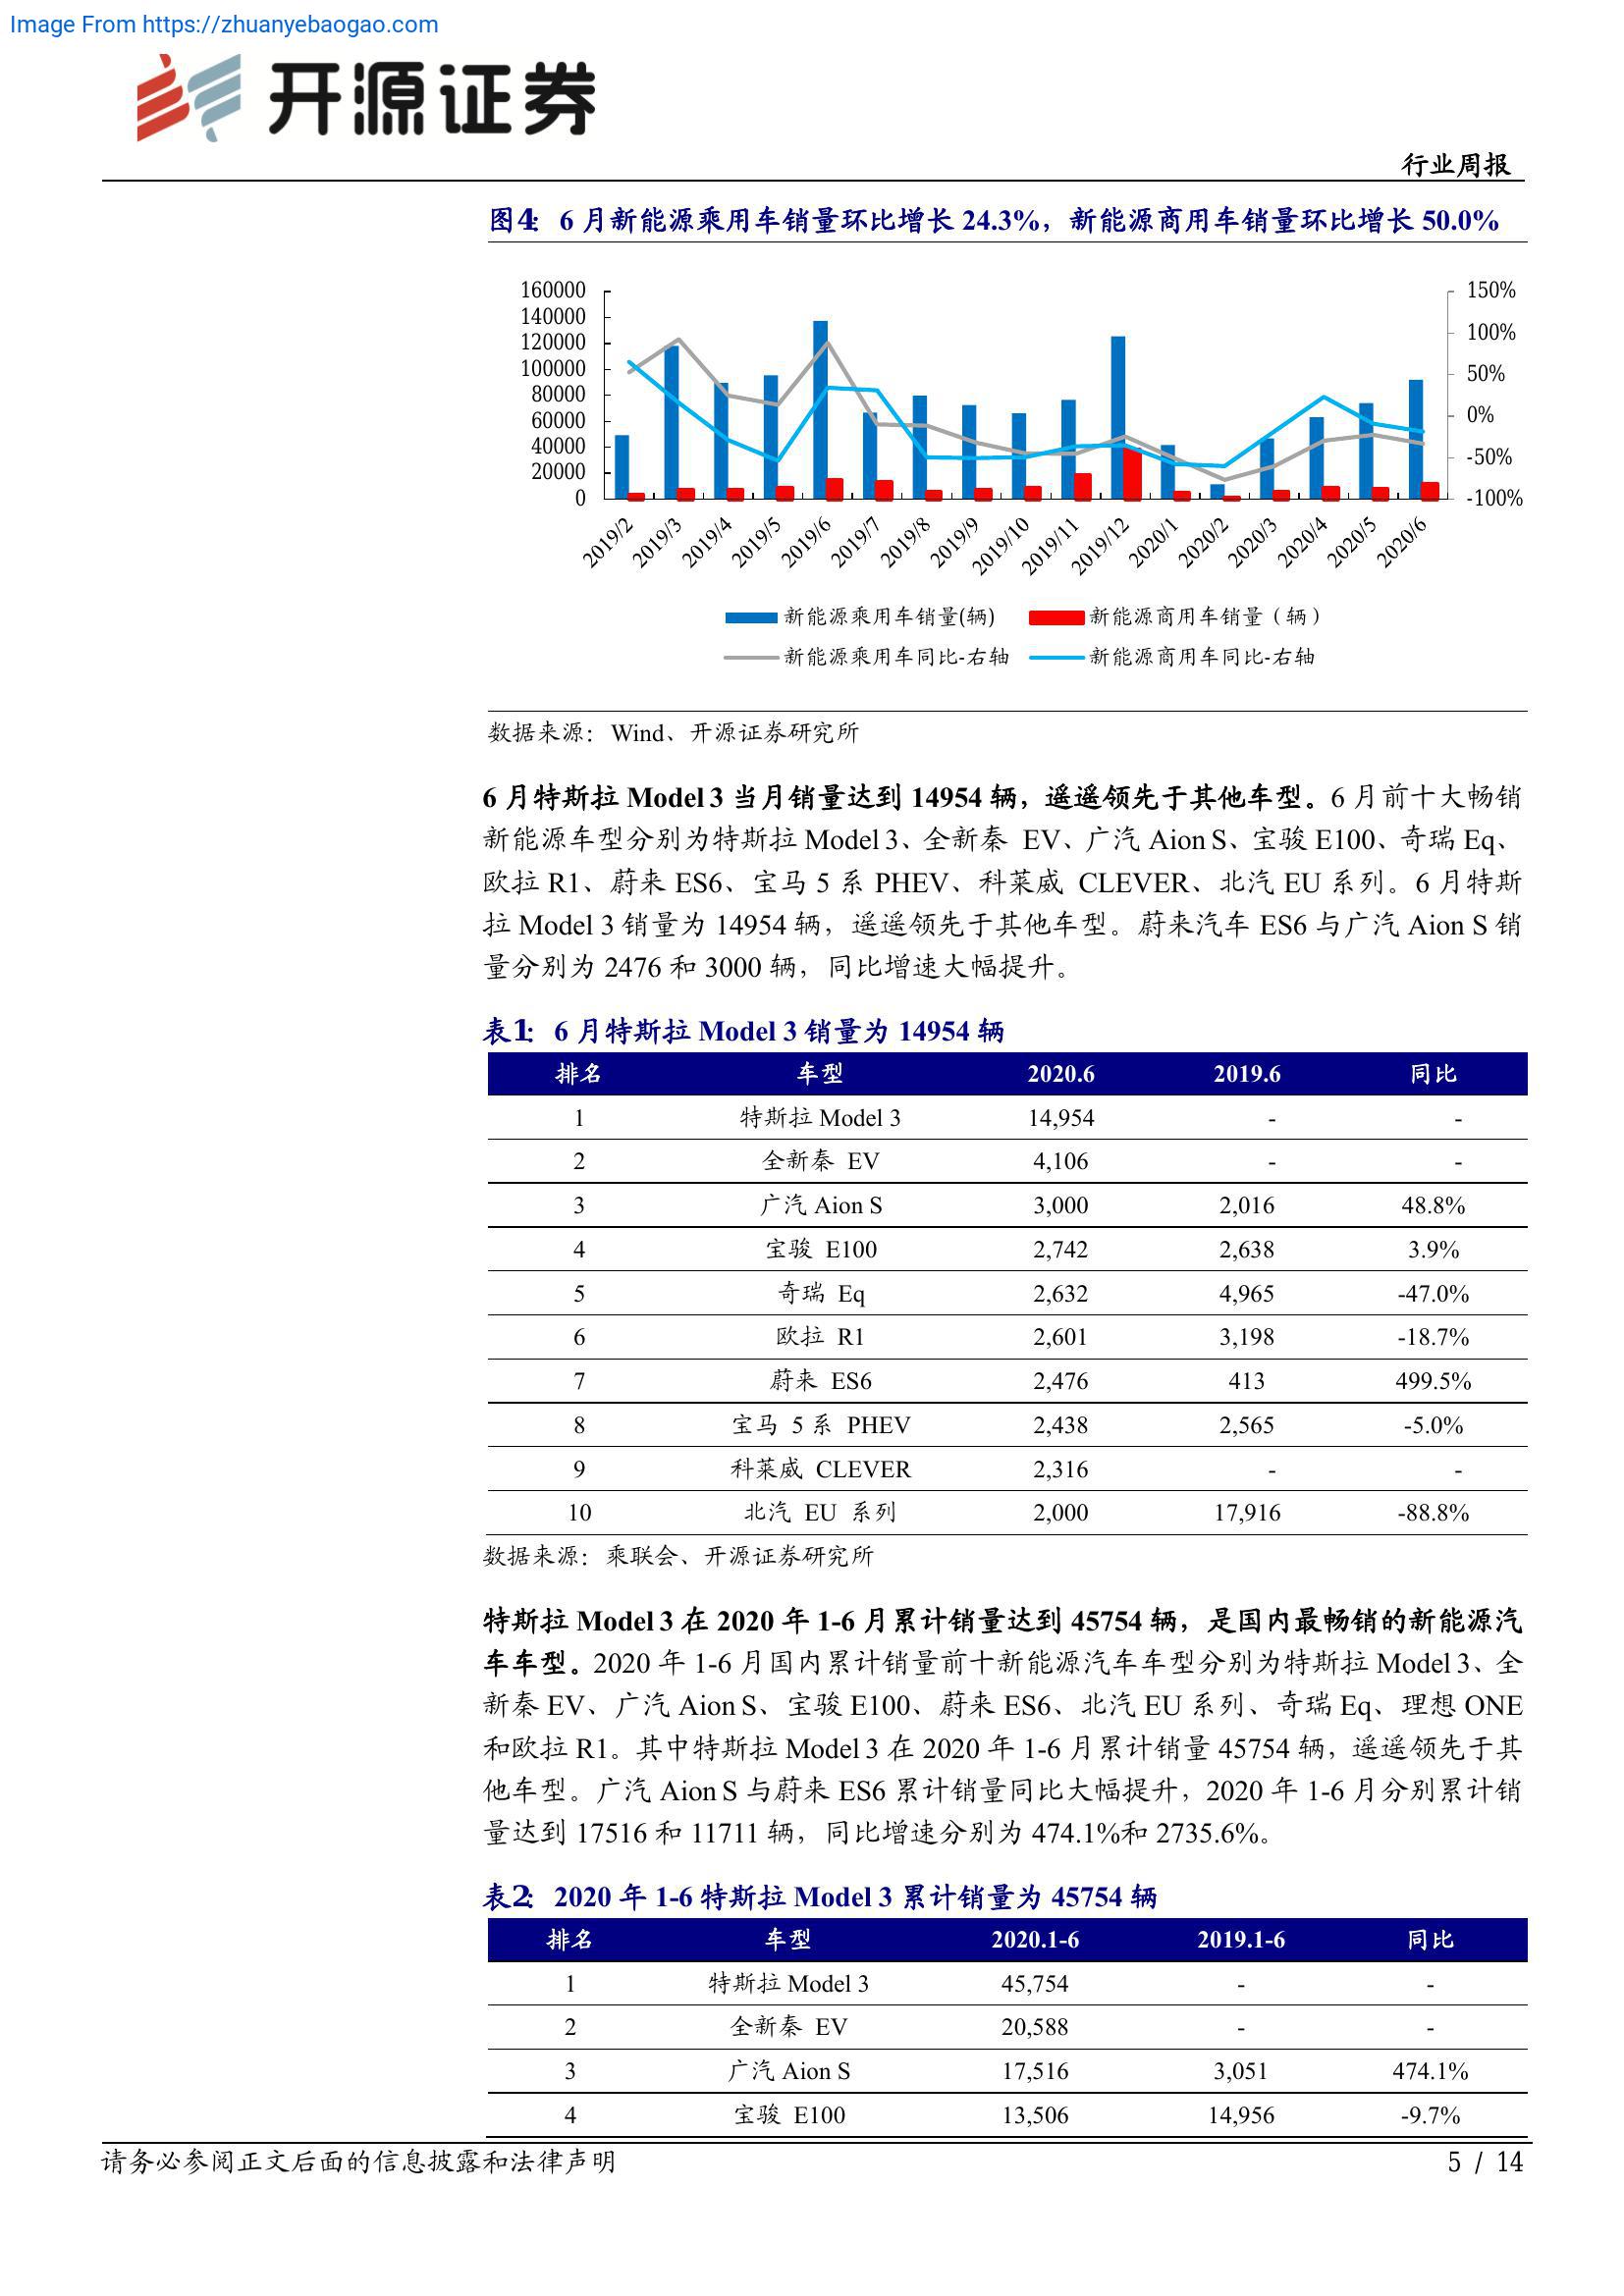 Image From https://zhuanyebaogao.com
开源证券
行业周报
图4: 6 月新能源乘用车销量环比增长 24.3%，新能源商用车销量环比增长 50.0%
160000
140000
120000
100000
80000
60000
40000
20000
0
150%
100%
50%
0%
-50%
-100%
2019/2 2019/3 2019/4 2019/5 2019/6 2019/7 2019/8 2019/9 2019/10 2019/11 2019/12 2020/1 2020/2 2020/3 2020/4 2020/5 2020/6
新能源乘用车销量(辆) 新能源商用车销量（辆）
新能源乘用车同比-右轴 新能源商用车同比-右轴
数据来源：Wind、开源证券研究所
6 月特斯拉 Model 3 当月销量达到 14954 辆，遥遥领先于其他车型。6 月前十大畅销
新能源车型分别为特斯拉 Model 3、全新秦 EV、广汽 Aion S、宝骏 E100、奇瑞 Eq、
欧拉 R1、蔚来 ES6、宝马 5 系 PHEV、科莱威 CLEVER、北汽 EU 系列。6 月特斯
拉 Model 3 销量为 14954 辆，遥遥领先于其他车型。蔚来汽车 ES6 与广汽 Aion S 销
量分别为 2476 和 3000 辆，同比增速大幅提升。
表1: 6 月特斯拉 Model 3 销量为 14954 辆
排名 车型 2020.6 2019.6 同比
1 特斯拉 Model 3 14,954 - -
2 全新秦 EV 4,106 - -
3 广汽 Aion S 3,000 2,016 48.8%
4 宝骏 E100 2,742 2,638 3.9%
5 奇瑞 Eq 2,632 4,965 -47.0%
6 欧拉 R1 2,601 3,198 -18.7%
7 蔚来 ES6 2,476 413 499.5%
8 宝马 5 系 PHEV 2,438 2,565 -5.0%
9 科莱威 CLEVER 2,316 - -
10 北汽 EU 系列 2,000 17,916 -88.8%
数据来源：乘联会、开源证券研究所
特斯拉 Model 3 在 2020 年 1-6 月累计销量达到 45754 辆，是国内最畅销的新能源汽
车车型。2020 年 1-6 月国内累计销量前十新能源汽车车型分别为特斯拉 Model 3、全
新秦 EV、广汽 Aion S、宝骏 E100、蔚来 ES6、北汽 EU 系列、奇瑞 Eq、理想 ONE
和欧拉 R1。其中特斯拉 Model 3 在 2020 年 1-6 月累计销量 45754 辆，遥遥领先于其
他车型。广汽 Aion S 与蔚来 ES6 累计销量同比大幅提升，2020 年 1-6 月分别累计销
量达到 17516 和 11711 辆，同比增速分别为 474.1%和 2735.6%。
表2: 2020 年 1-6 特斯拉 Model 3 累计销量为 45754 辆
排名 车型 2020.1-6 2019.1-6 同比
1 特斯拉 Model 3 45,754 - -
2 全新秦 EV 20,588 - -
3 广汽 Aion S 17,516 3,051 474.1%
4 宝骏 E100 13,506 14,956 -9.7%
请务必参阅正文后面的信息披露和法律声明 5 / 14